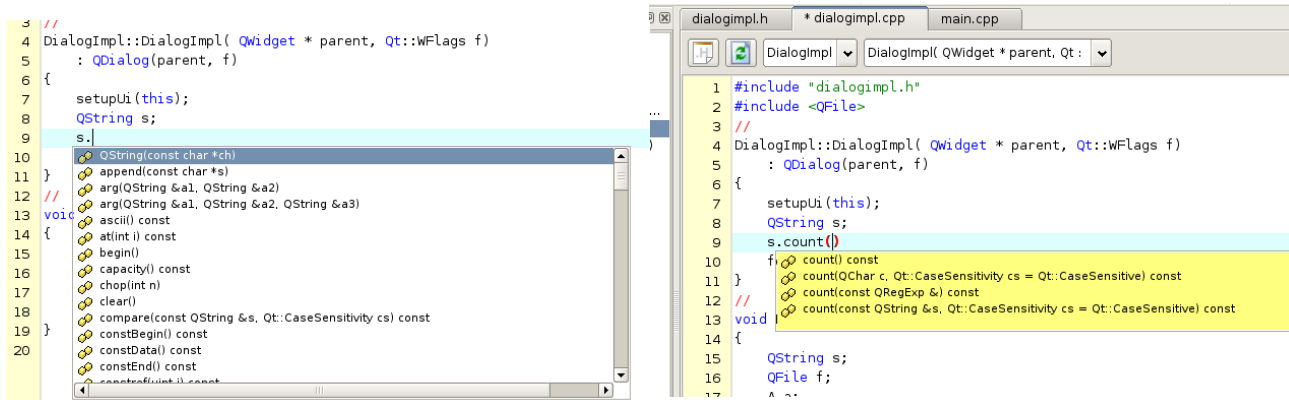 3 //
4 DialogImpl::DialogImpl( QWidget * parent, Qt::WFlags f)
5 : QDialog(parent, f)
6 {
7 setupUi(this);
8 QString s;
9 s.
10
11 }
12 //
13 void
14 {
15
16
17
18
19 }
20
QString(const char *ch)
append(const char *s)
arg(QString &a1, QString &a2)
arg(QString &a1, QString &a2, QString &a3)
ascii() const
at(int i) const
begin()
capacity() const
chop(int n)
clear()
compare(const QString &s, Qt::CaseSensitivity cs) const
constBegin() const
constData() const
constEnd() const
constref(uint i) const
...
)
dialogimpl.h * dialogimpl.cpp main.cpp
.H, DialogImpl DialogImpl( QWidget * parent, Qt :
1 #include "dialogimpl.h"
2 #include <QFile>
3 //
4 DialogImpl::DialogImpl( QWidget * parent, Qt::WFlags f)
5 : QDialog(parent, f)
6 {
7 setupUi(this);
8 QString s;
9 s.count()
10 f
11 }
12 //
13 void
14 {
15 QString s;
16 QFile f;
17 A a;
count() const
count(QChar c, Qt::CaseSensitivity cs = Qt::CaseSensitive) const
count(const QRegExp &) const
count(const QString &s, Qt::CaseSensitivity cs = Qt::CaseSensitive) const